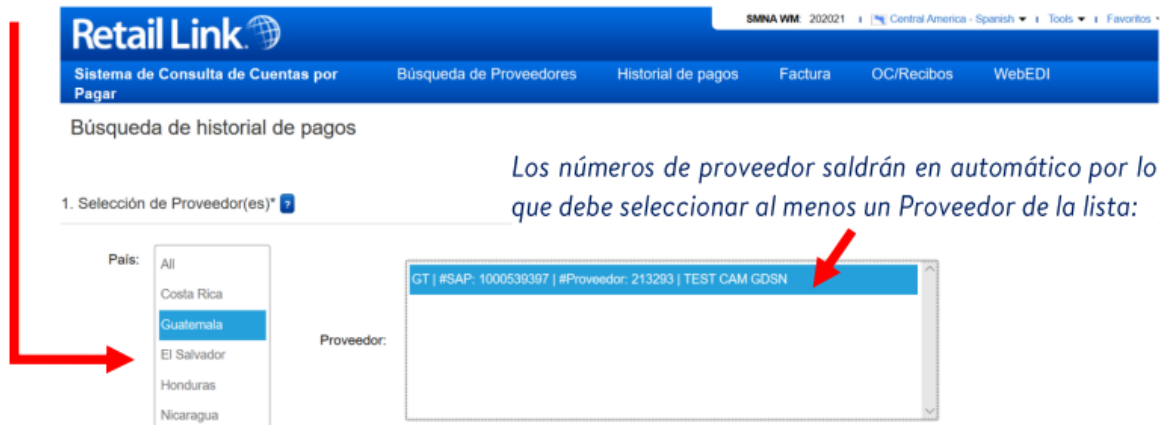 SMNA WM: 202021 Central America - Spanish Tools Favoritos
Retail Link.
Sistema de Consulta de Cuentas por Pagar Búsqueda de Proveedores Historial de pagos Factura OC/Recibos WebEDI
Búsqueda de historial de pagos
Los números de proveedor saldrán en automático por lo
que debe seleccionar al menos un Proveedor de la lista:
1. Selección de Proveedor(es)* ?
País:
All
Costa Rica
Guatemala
El Salvador
Honduras
Nicaragua
Proveedor:
GT | #SAP: 1000539397 | #Proveedor: 213293 | TEST CAM GDSN